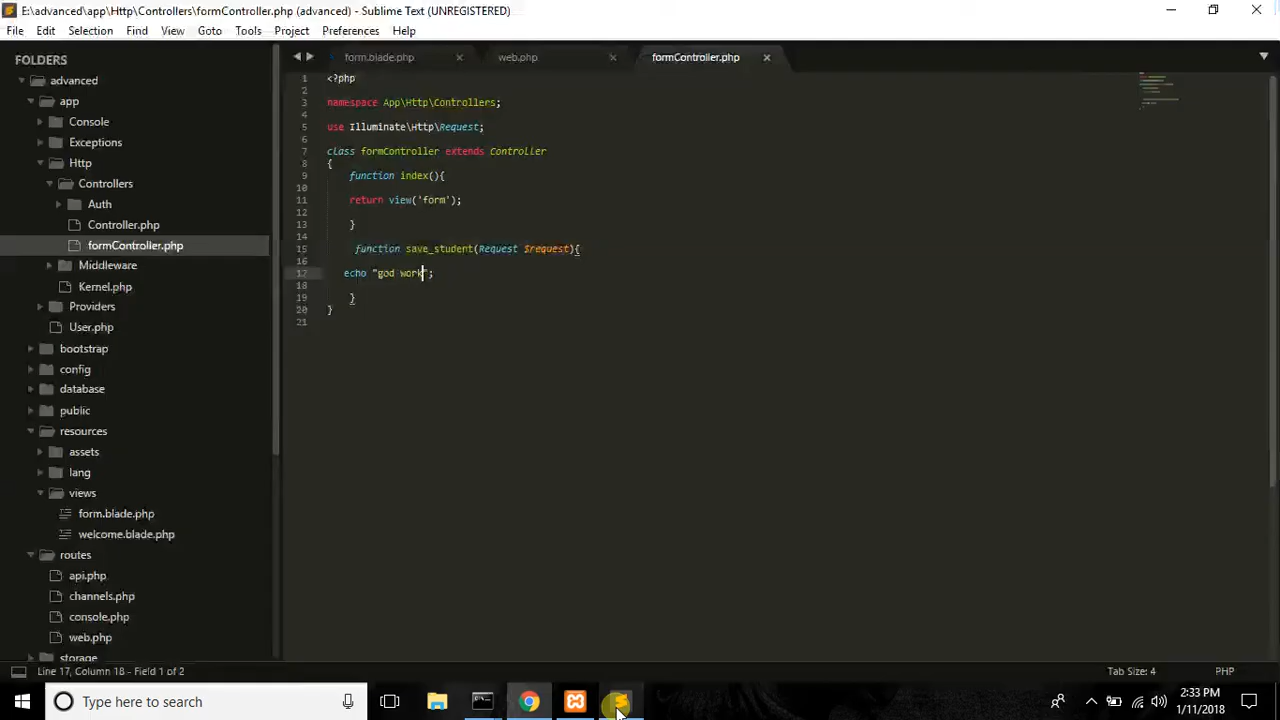 E:\advanced\app\Http\Controllers\formController.php (advanced) - Sublime Text (UNREGISTERED)
File Edit Selection Find View Goto Tools Project Preferences Help
FOLDERS
advanced
app
Console
Exceptions
Http
Controllers
Auth
Controller.php
formController.php
Middleware
Kernel.php
Providers
User.php
bootstrap
config
database
public
resources
assets
lang
views
form.blade.php
welcome.blade.php
routes
api.php
channels.php
console.php
web.php
storage
form.blade.php web.php formController.php
1 <?php
2
3 namespace App\Http\Controllers;
4
5 use Illuminate\Http\Request;
6
7 class formController extends Controller
8 {
9 function index(){
10
11 return view('form');
12
13 }
14
15 function save_student(Request $request){
16
17 echo "god work";
18
19 }
20 }
21
Line 17, Column 18 - Field 1 of 2 Tab Size: 4 PHP
Type here to search 2:33 PM
1/11/2018